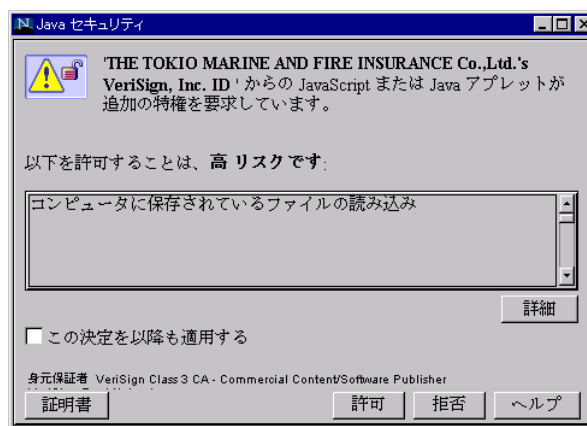 Java セキュリティ
'THE TOKIO MARINE AND FIRE INSURANCE Co.,Ltd.'s
VeriSign, Inc. ID ' からの JavaScript または Java アプレットが
追加の特権を要求しています。
以下を許可することは、高 リスクです:
コンピュータに保存されているファイルの読み込み
詳細
この決定を以降も適用する
身元保証者 VeriSign Class 3 CA - Commercial Content/Software Publisher
証明書 許可 拒否 ヘルプ